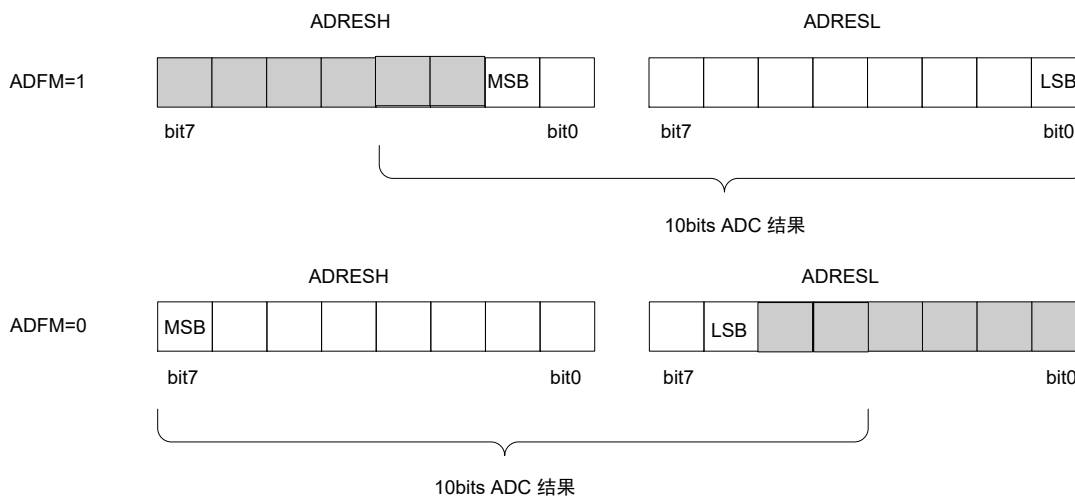 ADRESH ADRESL
ADFM=1 MSB LSB
bit7 bit0 bit7 bit0
10bits ADC 结果
ADRESH ADRESL
ADFM=0 MSB LSB
bit7 bit0 bit7 bit0
10bits ADC 结果